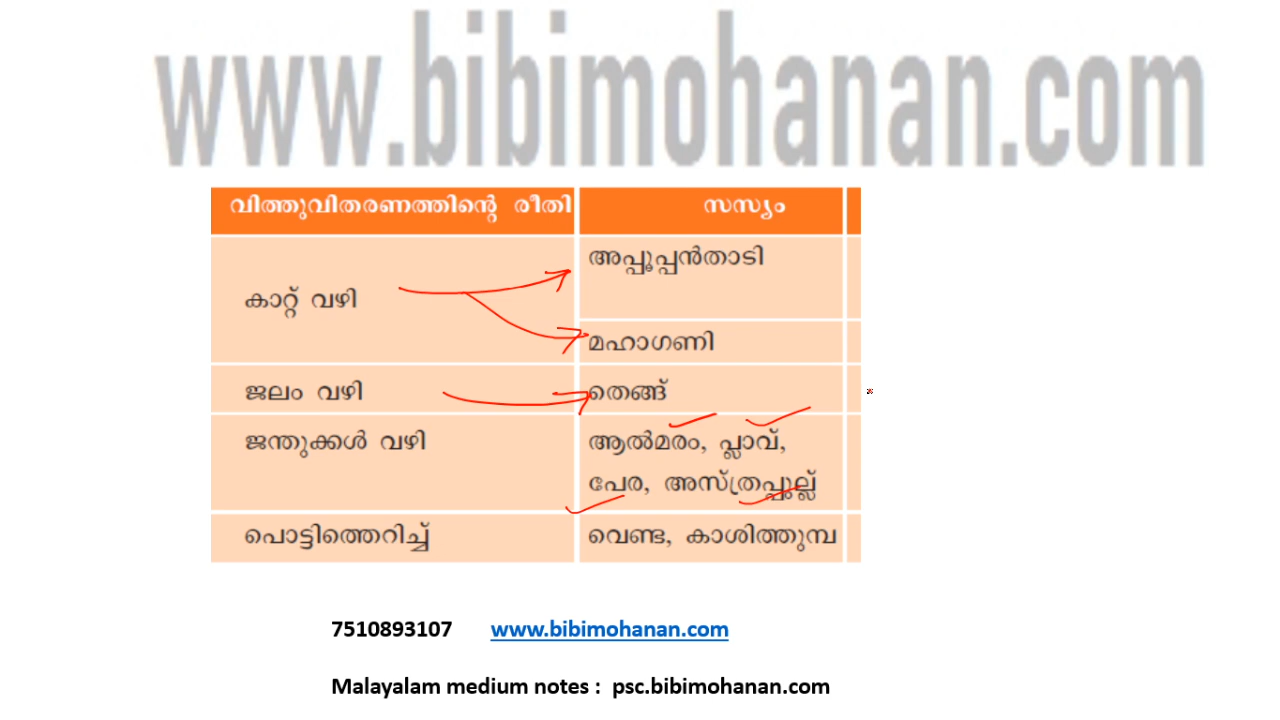 www.bibimohanan.com
വിത്തുവിതരണത്തിന്റെ രീതി സസ്യം
കാറ്റ് വഴി
അപ്പൂപ്പൻതാടി
മഹാഗണി
ജലം വഴി തെങ്ങ്
ജന്തുക്കൾ വഴി ആൽമരം, പ്ലാവ്,
പേര, അസ്ത്രപ്പുല്ല്
പൊട്ടിത്തെറിച്ച് വെണ്ട, കാശിത്തുമ്പ
7510893107 www.bibimohanan.com
Malayalam medium notes : psc.bibimohanan.com